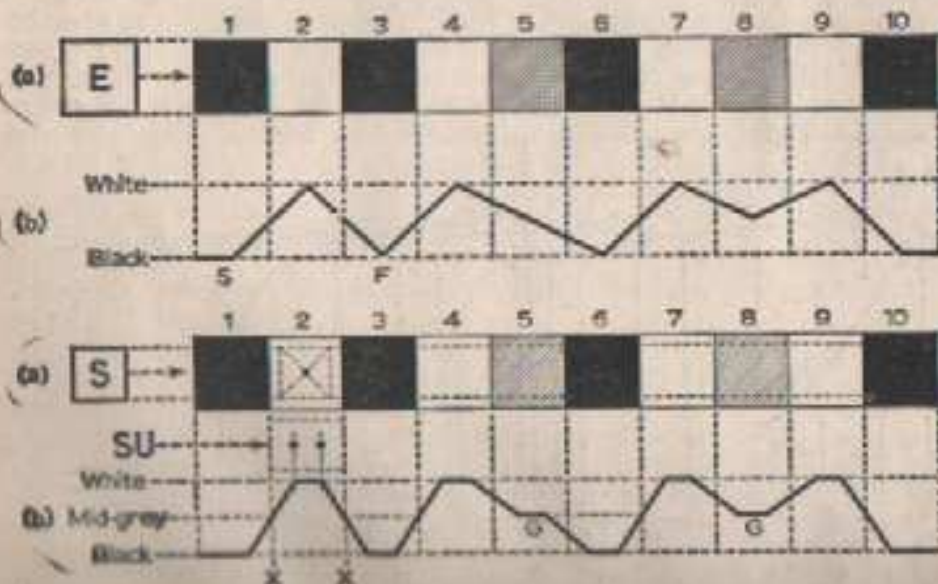 1 2 3 4 5 6 7 8 9 10
(a) E
White
(b)
Black
S F
1 2 3 4 5 6 7 8 9 10
(a) S
SU
White
(b) Mid-grey G G
Black
X X